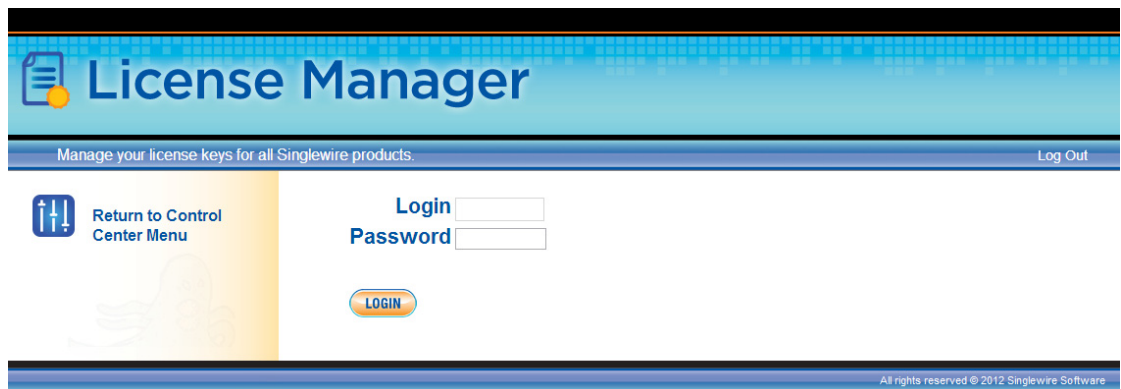 License Manager
Manage your license keys for all Singlewire products.
Log Out
Return to Control
Center Menu
Login
Password
LOGIN
All rights reserved © 2012 Singlewire Software